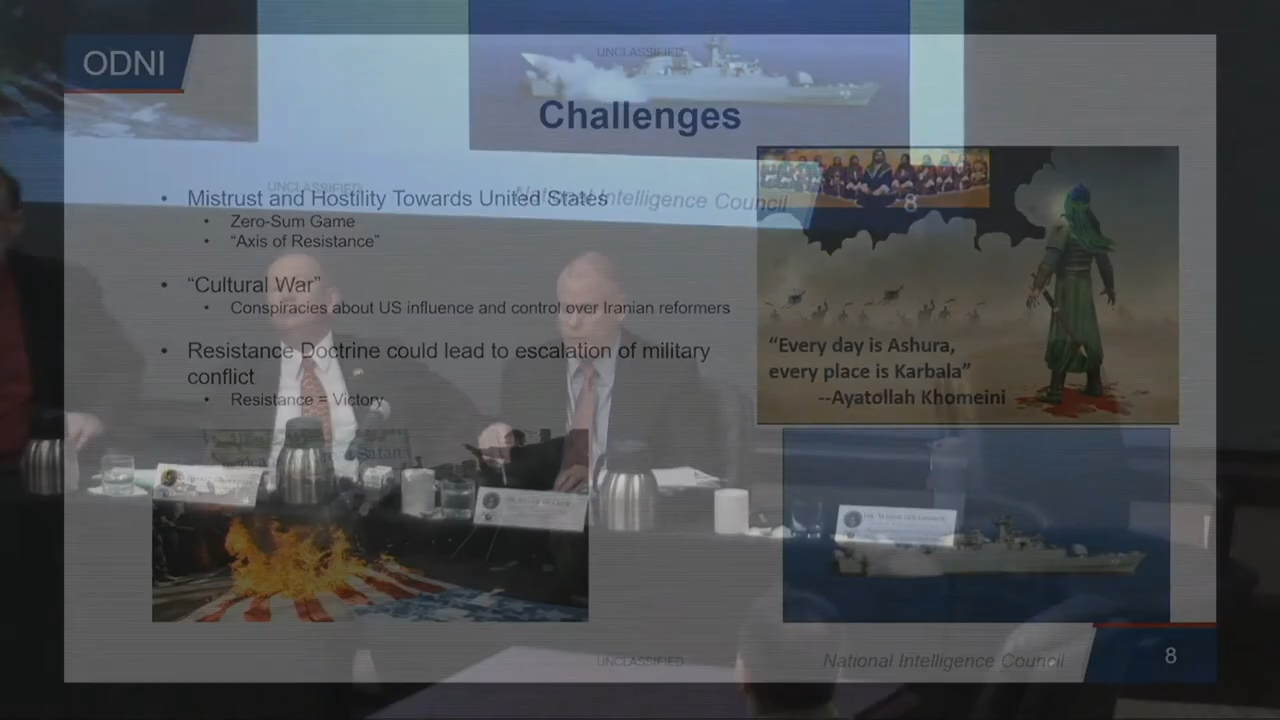 ODNI
UNCLASSIFIED
Challenges
UNCLASSIFIED
National Intelligence Council
8
• Mistrust and Hostility Towards United States
• Zero-Sum Game
• “Axis of Resistance”
• “Cultural War”
• Conspiracies about US influence and control over Iranian reformers
• Resistance Doctrine could lead to escalation of military
conflict
• Resistance = Victory
“Every day is Ashura,
every place is Karbala”
--Ayatollah Khomeini
Satan
UNCLASSIFIED
National Intelligence Council
8